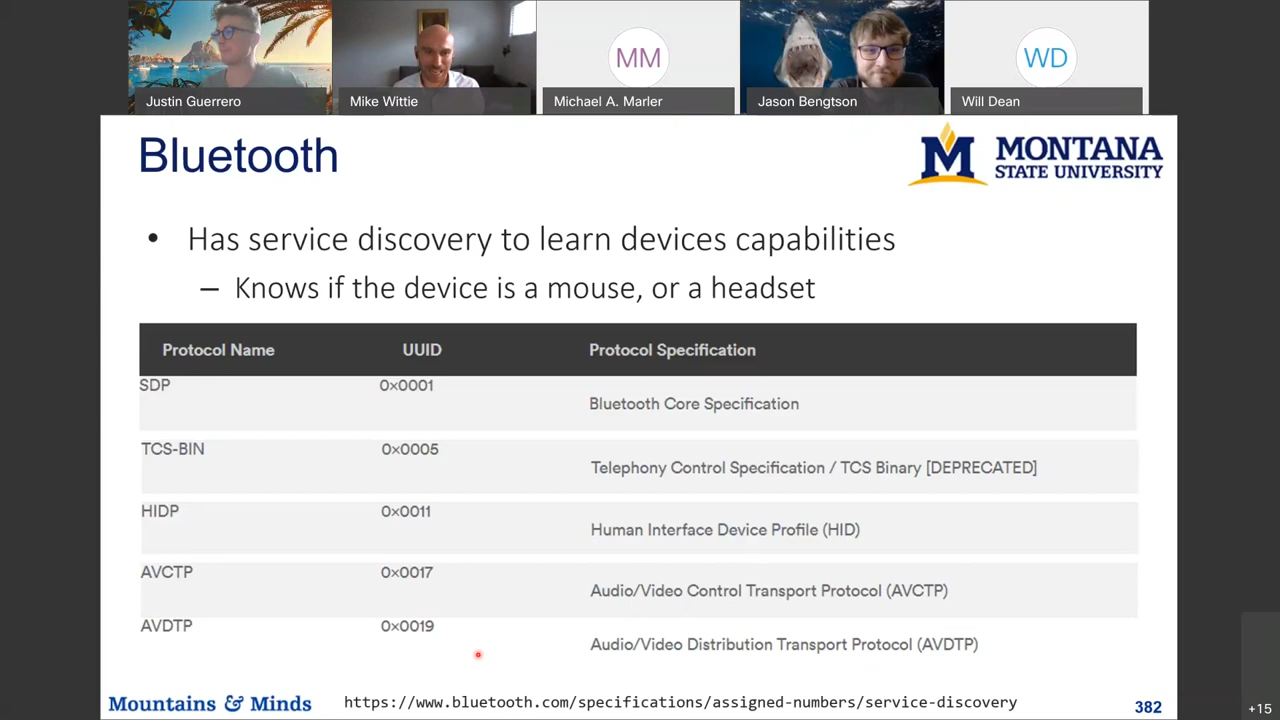 Justin Guerrero
Mike Wittie
MM
Michael A. Marler
Jason Bengtson
WD
Will Dean
Bluetooth
M MONTANA
STATE UNIVERSITY
• Has service discovery to learn devices capabilities
– Knows if the device is a mouse, or a headset
Protocol Name UUID Protocol Specification
SDP 0x0001 Bluetooth Core Specification
TCS-BIN 0x0005 Telephony Control Specification / TCS Binary [DEPRECATED]
HIDP 0x0011 Human Interface Device Profile (HID)
AVCTP 0x0017 Audio/Video Control Transport Protocol (AVCTP)
AVDTP 0x0019 Audio/Video Distribution Transport Protocol (AVDTP)
Mountains & Minds https://www.bluetooth.com/specifications/assigned-numbers/service-discovery 382
+15